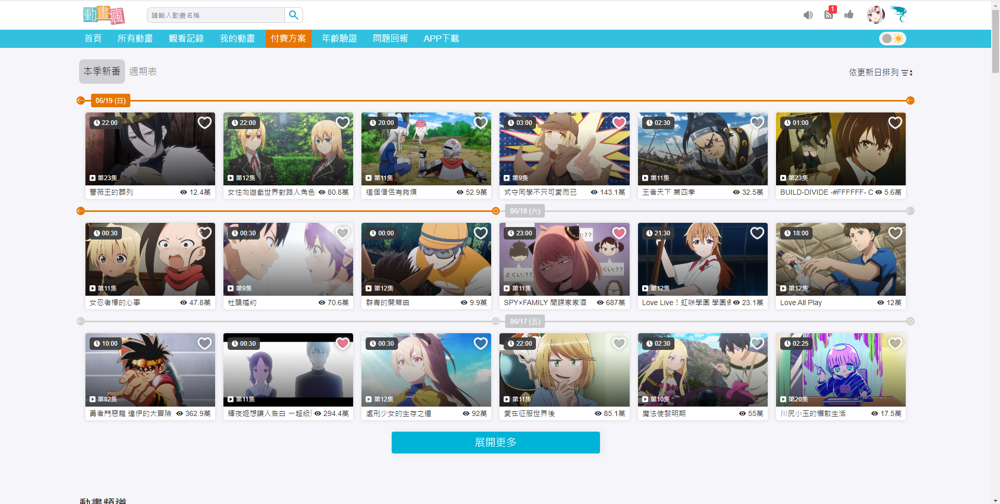 動畫瘋
請輸入動畫名稱
1
首頁 所有動畫 觀看記錄 我的動畫 付費方案 年齡驗證 問題回報 APP下載
本季新番 週期表
依更新日排列
06/19 (日)
22:00 22:00 20:00 03:00 02:30 01:00
第23集 第12集 第11集 第9集 第11集 第23集
薔薇王的葬列 12.4萬 女性向遊戲世界對路人角色 80.8萬 這個僧侶有夠煩 52.9萬 式守同學不只可愛而已 143.1萬 王者天下 第四季 32.5萬 BUILD-DIVIDE -#FFFFFF- C 5.6萬
06/18 (六)
00:30 00:30 00:00 23:00 21:30 18:00
:??
とくい:?? くい:??
第11集 第9集 第12集 第11集 第12集 第12集
女忍者椿的心事 47.8萬 杜鵑婚約 70.6萬 群青的開幕曲 9.9萬 SPY×FAMILY 間諜家家酒 687萬 Love Live！虹咲學園 學園偶 23.1萬 Love All Play 12萬
06/17 (五)
10:00 00:30 00:30 22:00 02:30 02:25
第82集 第11集 第12集 第11集 第10集 第20集
勇者鬥惡龍 達伊的大冒險 362.9萬 輝夜姬想讓人告白 ー超級 294.4萬 處刑少女的生存之道 92萬 愛在征服世界後 85.1萬 魔法使黎明期 55萬 川尻小玉的懶散生活 17.5萬
展開更多
動畫頻道